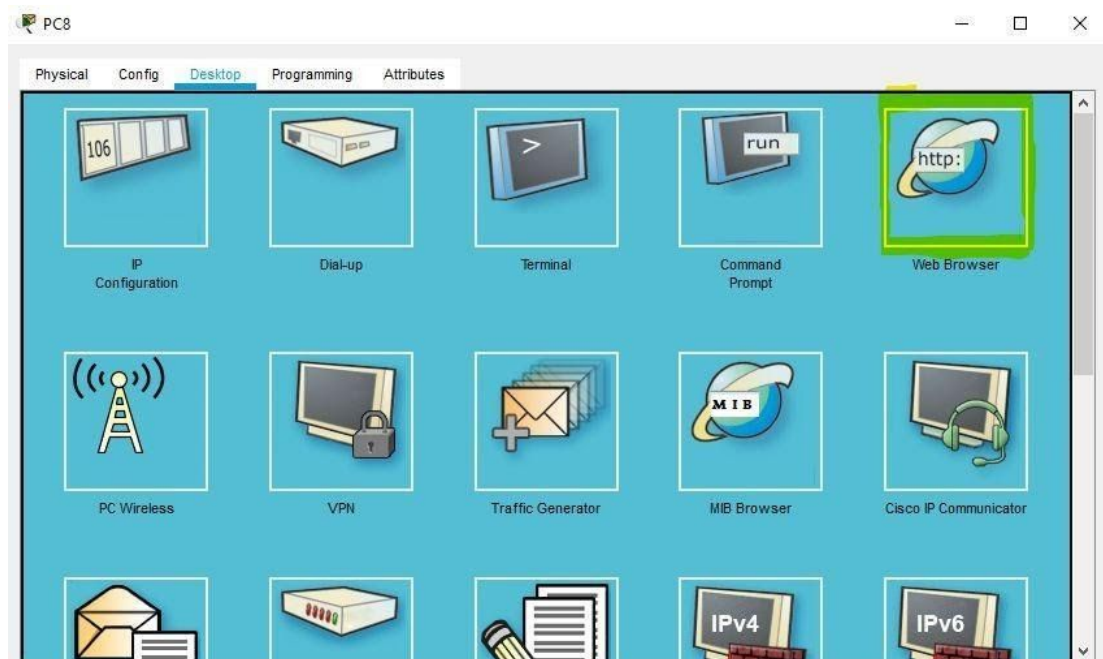 PC8
Physical Config Desktop Programming Attributes
106
>
run
http:
IP
Configuration
Dial-up
Terminal
Command
Prompt
Web Browser
MIB
PC Wireless
VPN
Traffic Generator
MIB Browser
Cisco IP Communicator
IPv4
IPv6